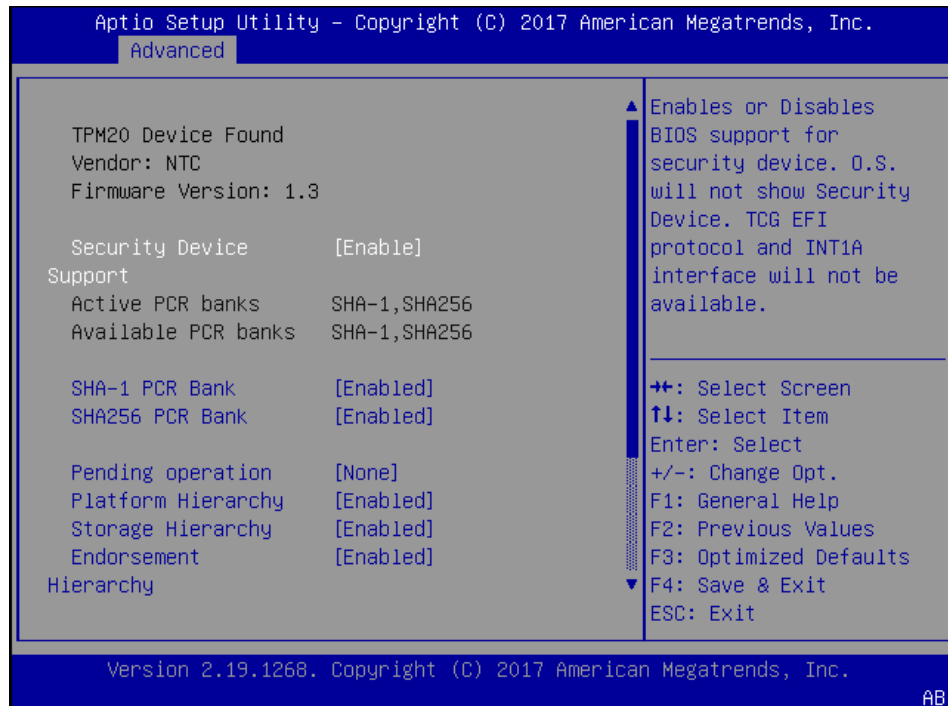 Aptio Setup Utility – Copyright (C) 2017 American Megatrends, Inc.
Advanced
TPM20 Device Found
Vendor: NTC
Firmware Version: 1.3
Security Device [Enable]
Support
Active PCR banks SHA-1,SHA256
Available PCR banks SHA-1,SHA256
SHA-1 PCR Bank [Enabled]
SHA256 PCR Bank [Enabled]
Pending operation [None]
Platform Hierarchy [Enabled]
Storage Hierarchy [Enabled]
Endorsement [Enabled]
Hierarchy
Enables or Disables
BIOS support for
security device. O.S.
will not show Security
Device. TCG EFI
protocol and INT1A
interface will not be
available.
→←: Select Screen
↑↓: Select Item
Enter: Select
+/-: Change Opt.
F1: General Help
F2: Previous Values
F3: Optimized Defaults
F4: Save & Exit
ESC: Exit
Version 2.19.1268. Copyright (C) 2017 American Megatrends, Inc.
AB